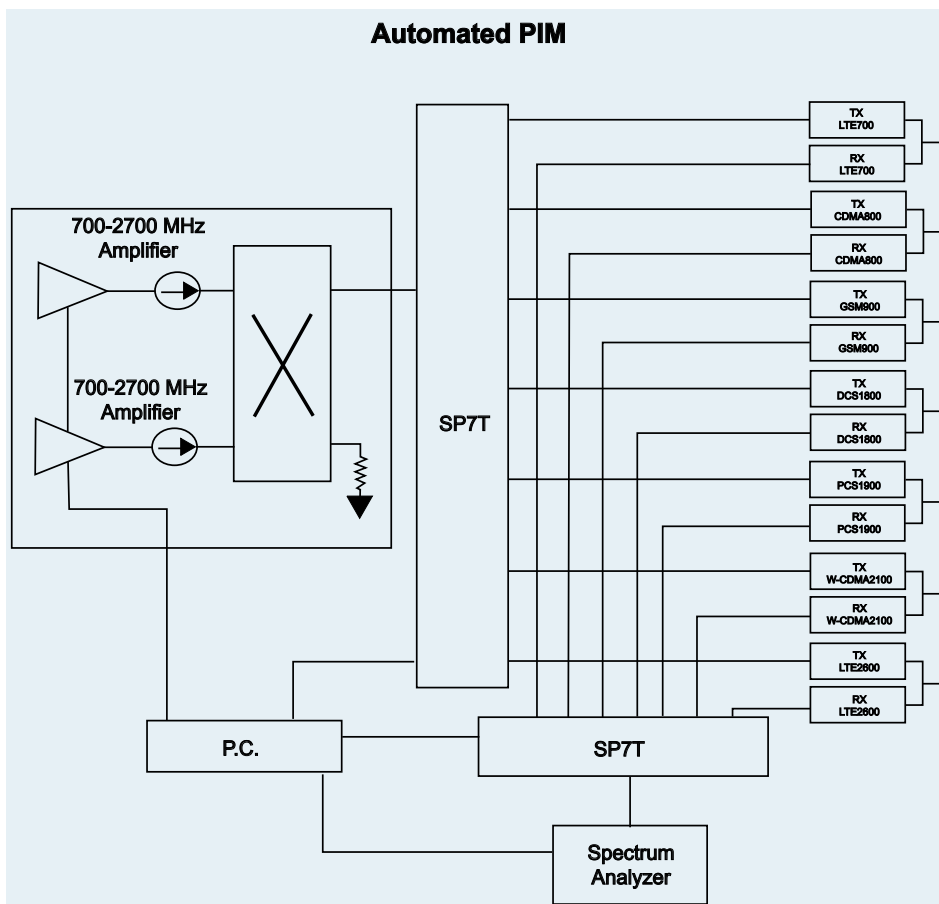 Automated PIM
700-2700 MHz
Amplifier
700-2700 MHz
Amplifier
SP7T
TX
LTE700
RX
LTE700
TX
CDMA800
RX
CDMA800
TX
GSM900
RX
GSM900
TX
DCS1800
RX
DCS1800
TX
PCS1900
RX
PCS1900
TX
W-CDMA2100
RX
W-CDMA2100
TX
LTE2600
RX
LTE2600
P.C.
SP7T
Spectrum
Analyzer